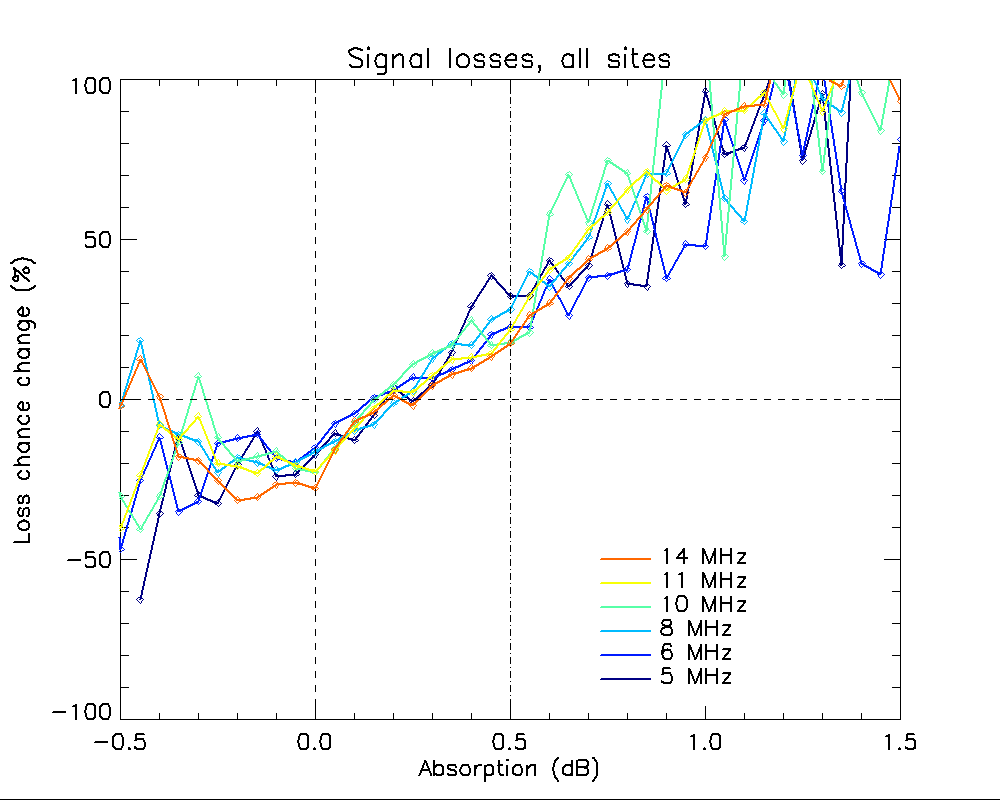 Signal losses, all sites
100
50
0
-50
-100
Loss chance change (%)
14 MHz
11 MHz
10 MHz
8 MHz
6 MHz
5 MHz
-0.5 0.0 0.5 1.0 1.5
Absorption (dB)